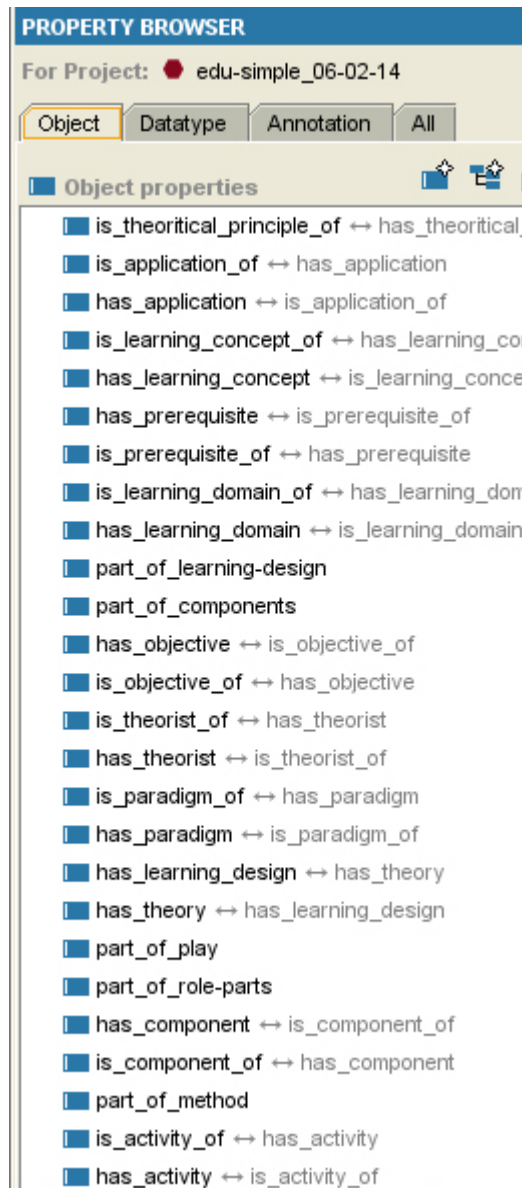 PROPERTY BROWSER
For Project: edu-simple_06-02-14
Object Datatype Annotation All
Object properties
is_theoritical_principle_of ↔ has_theoritical_
is_application_of ↔ has_application
has_application ↔ is_application_of
is_learning_concept_of ↔ has_learning_co
has_learning_concept ↔ is_learning_conce
has_prerequisite ↔ is_prerequisite_of
is_prerequisite_of ↔ has_prerequisite
is_learning_domain_of ↔ has_learning_dom
has_learning_domain ↔ is_learning_domain
part_of_learning-design
part_of_components
has_objective ↔ is_objective_of
is_objective_of ↔ has_objective
is_theorist_of ↔ has_theorist
has_theorist ↔ is_theorist_of
is_paradigm_of ↔ has_paradigm
has_paradigm ↔ is_paradigm_of
has_learning_design ↔ has_theory
has_theory ↔ has_learning_design
part_of_play
part_of_role-parts
has_component ↔ is_component_of
is_component_of ↔ has_component
part_of_method
is_activity_of ↔ has_activity
has_activity ↔ is_activity_of